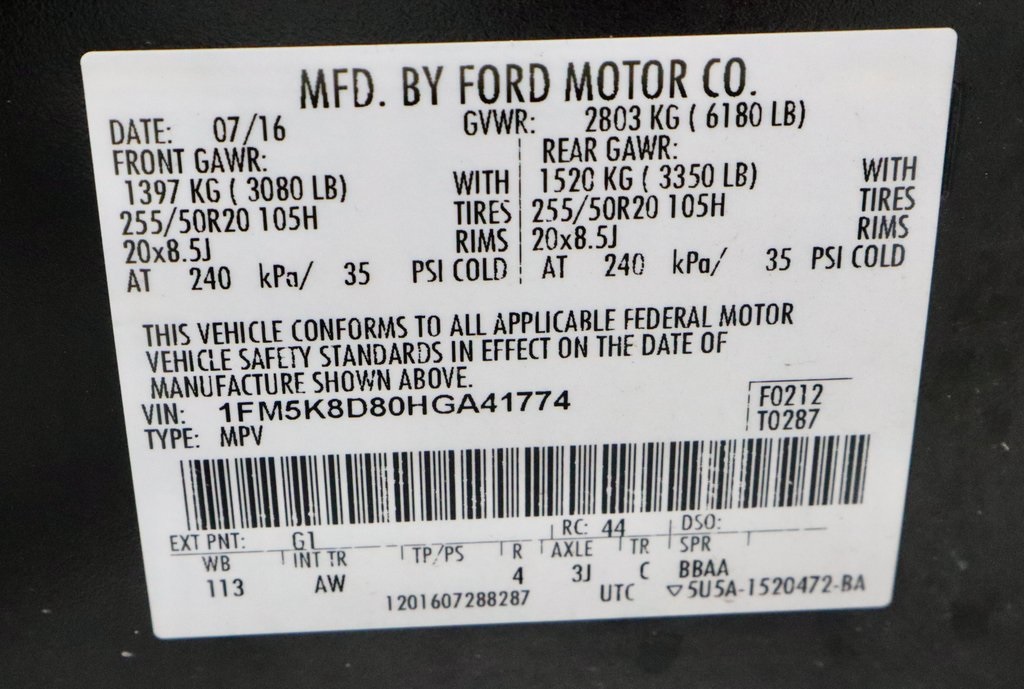 MFD. BY FORD MOTOR CO.
DATE: 07/16 GVWR: 2803 KG ( 6180 LB)
FRONT GAWR: REAR GAWR:
1397 KG ( 3080 LB) WITH 1520 KG ( 3350 LB) WITH
255/50R20 105H TIRES 255/50R20 105H TIRES
20x8.5J RIMS 20x8.5J RIMS
AT 240 kPa/ 35 PSI COLD AT 240 kPa/ 35 PSI COLD
THIS VEHICLE CONFORMS TO ALL APPLICABLE FEDERAL MOTOR
VEHICLE SAFETY STANDARDS IN EFFECT ON THE DATE OF
MANUFACTURE SHOWN ABOVE.
VIN: 1FM5K8D80HGA41774 F0212
TYPE: MPV T0287
EXT PNT: G1 RC: 44 DSO:
WB INT TR TP/PS R AXLE TR SPR
113 AW 4 3J C BBAA
1201607288287 UTC ▽5U5A-1520472-BA